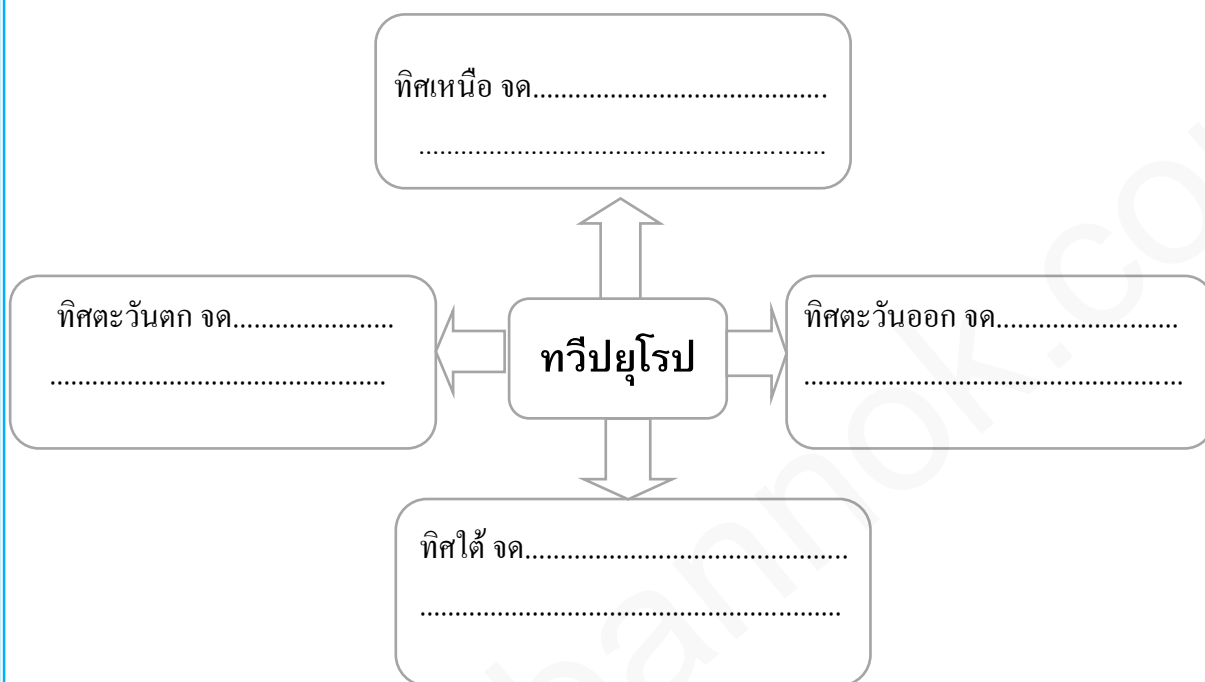 ทิศเหนือ จด..........................................
..........................................................
ทิศตะวันตก จด.......................
................................................
ทวีปยุโรป
ทิศตะวันออก จด..........................
......................................................
ทิศใต้ จด..............................................
............................................................
bannok.co